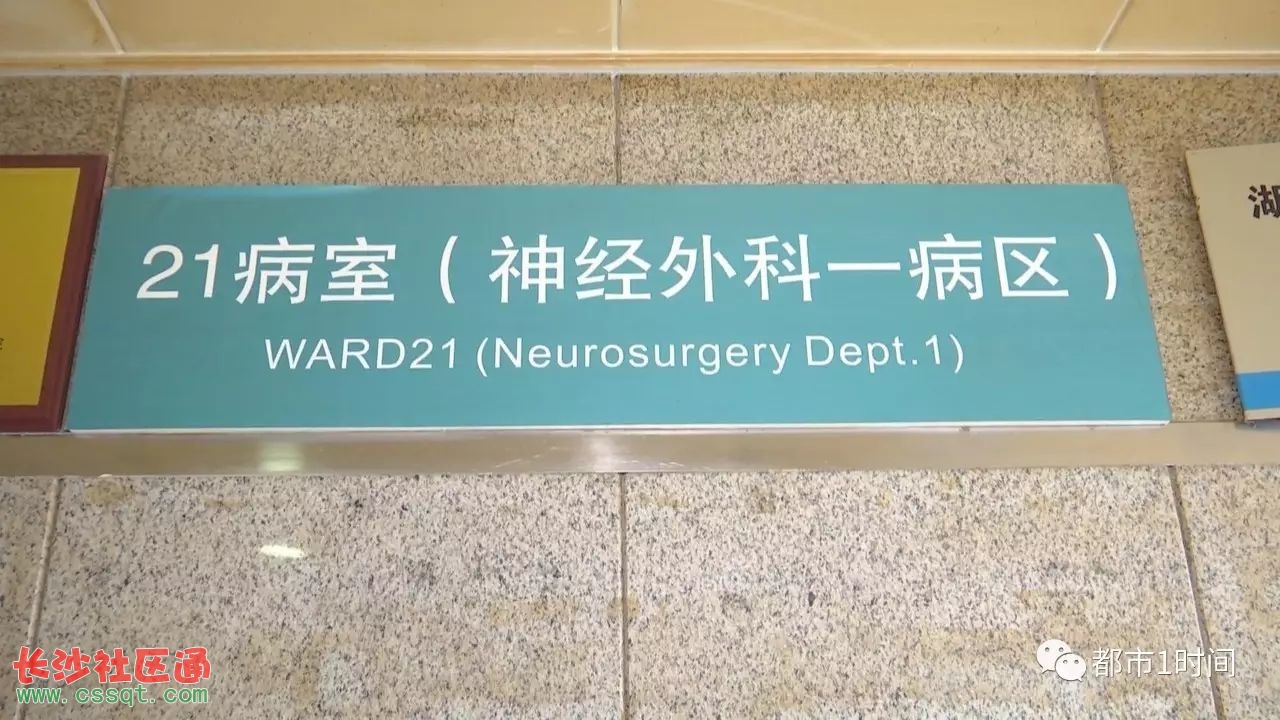 21病室（神经外科一病区）
WARD21 (Neurosurgery Dept.1)
湖
长沙社区通
www.cssqt.com
都市1时间